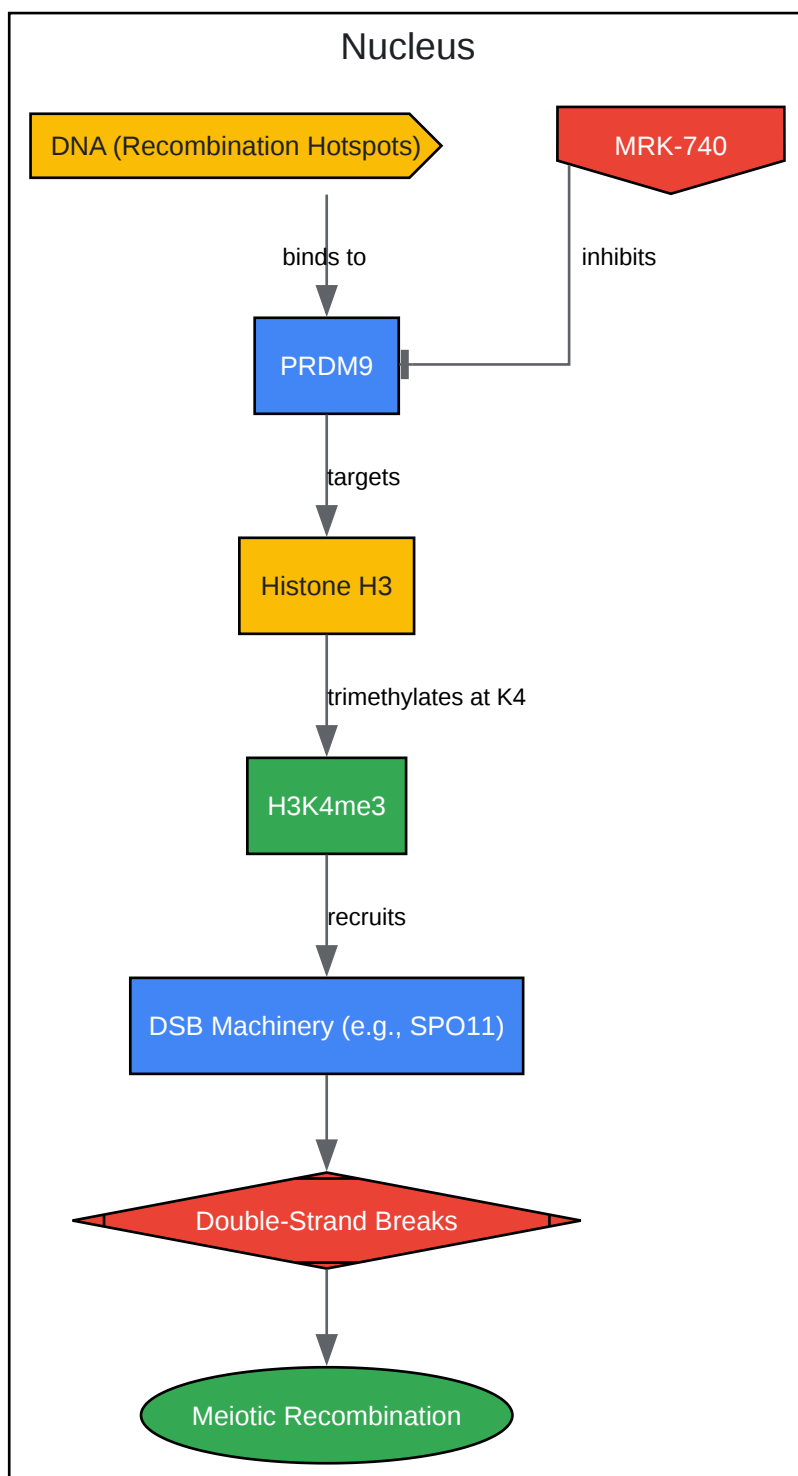 Nucleus
DNA (Recombination Hotspots)
MRK-740
binds to
inhibits
PRDM9
targets
Histone H3
trimethylates at K4
H3K4me3
recruits
DSB Machinery (e.g., SPO11)
Double-Strand Breaks
Meiotic Recombination